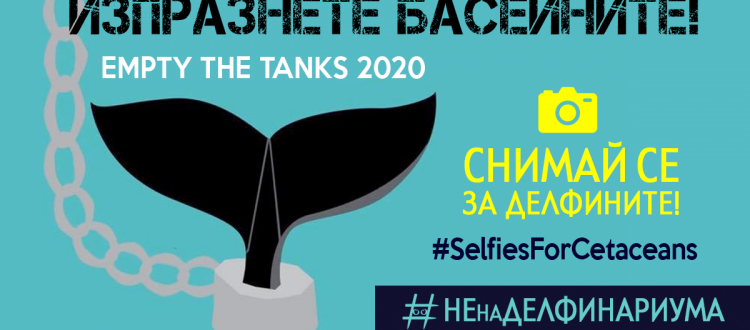 ИЗПРАЗНЕТЕ БАСЕЙНИТЕ!
EMPTY THE TANKS 2020
СНИМАЙ СЕ
ЗА ДЕЛФИНИТЕ!
#SelfiesForCetaceans
#НЕнаДЕЛФИНАРИУМА